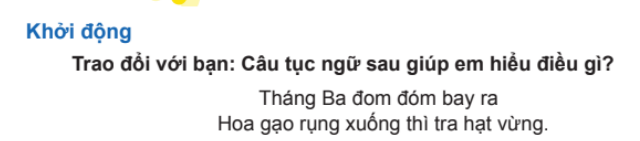 Khởi động
Trao đổi với bạn: Câu tục ngữ sau giúp em hiểu điều gì?
Tháng Ba đom đóm bay ra
Hoa gạo rụng xuống thì tra hạt vừng.